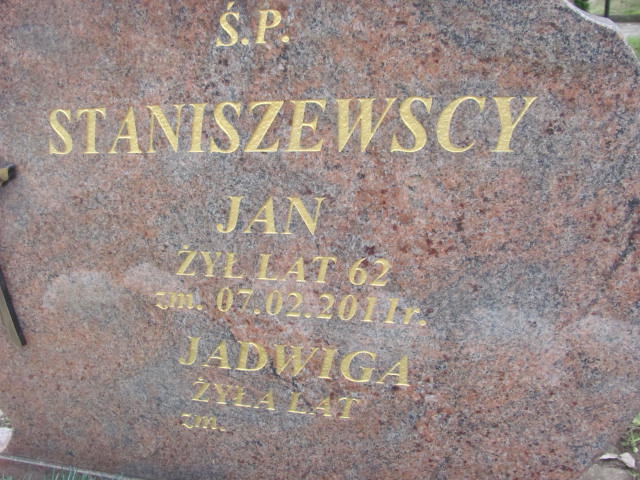 Ś.P.
STANISZEWSCY
JAN
ŻYŁ LAT 62
zm. 07.02.2011r.
JADWIGA
ŻYŁA LAT
zm.